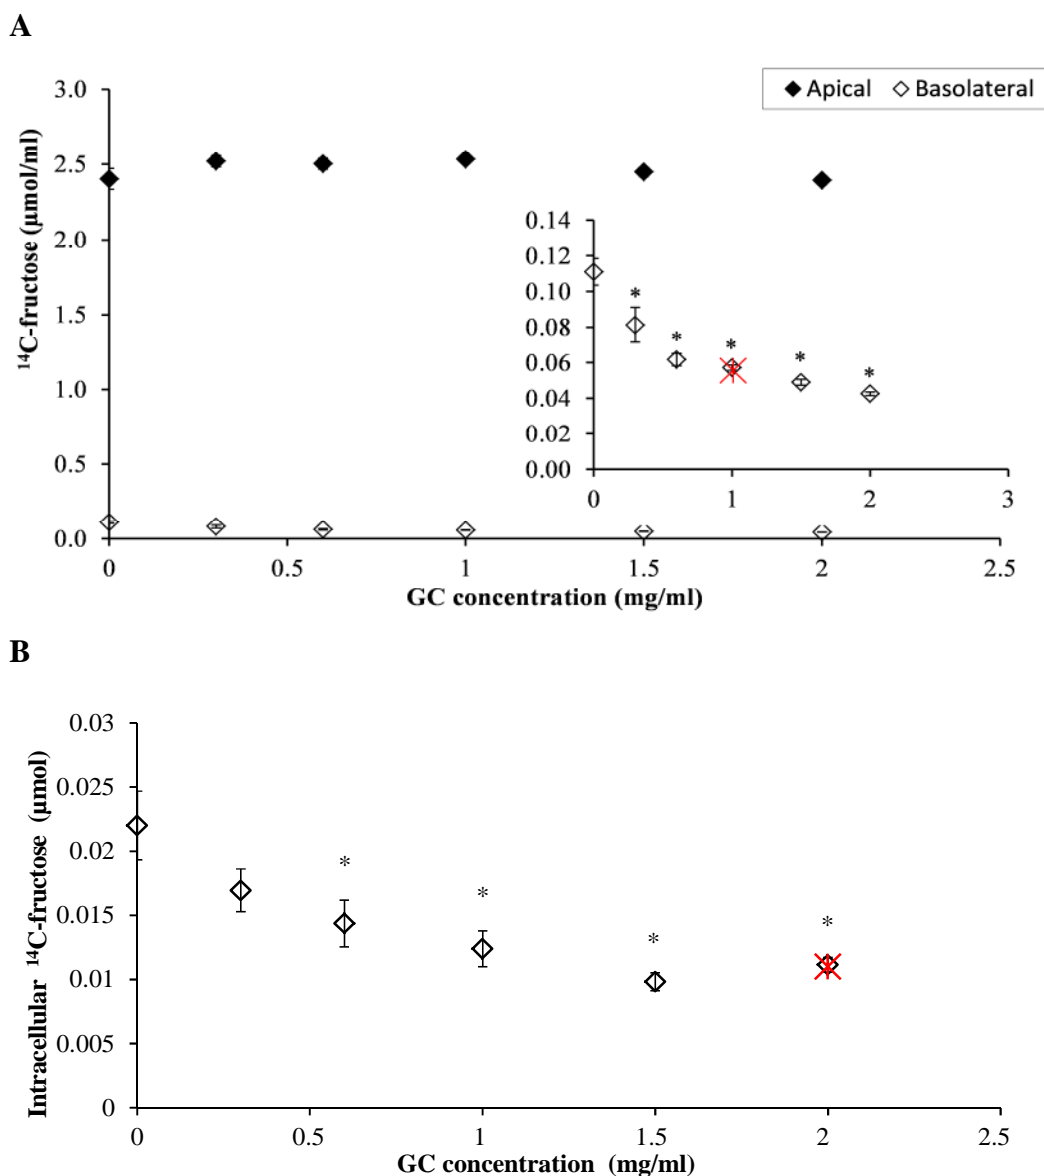 A
Apical Basolateral
¹⁴C-fructose (µmol/ml)
3.0
2.5
2.0
1.5
1.0
0.5
0.0
0 0.5 1 1.5 2 2.5
GC concentration (mg/ml)
0.14
0.12
0.10
0.08
0.06
0.04
0.02
0.00
0 1 2 3
* * * * *
B
Intracellular ¹⁴C-fructose (µmol)
0.03
0.025
0.02
0.015
0.01
0.005
0
0 0.5 1 1.5 2 2.5
* * * *
GC concentration (mg/ml)